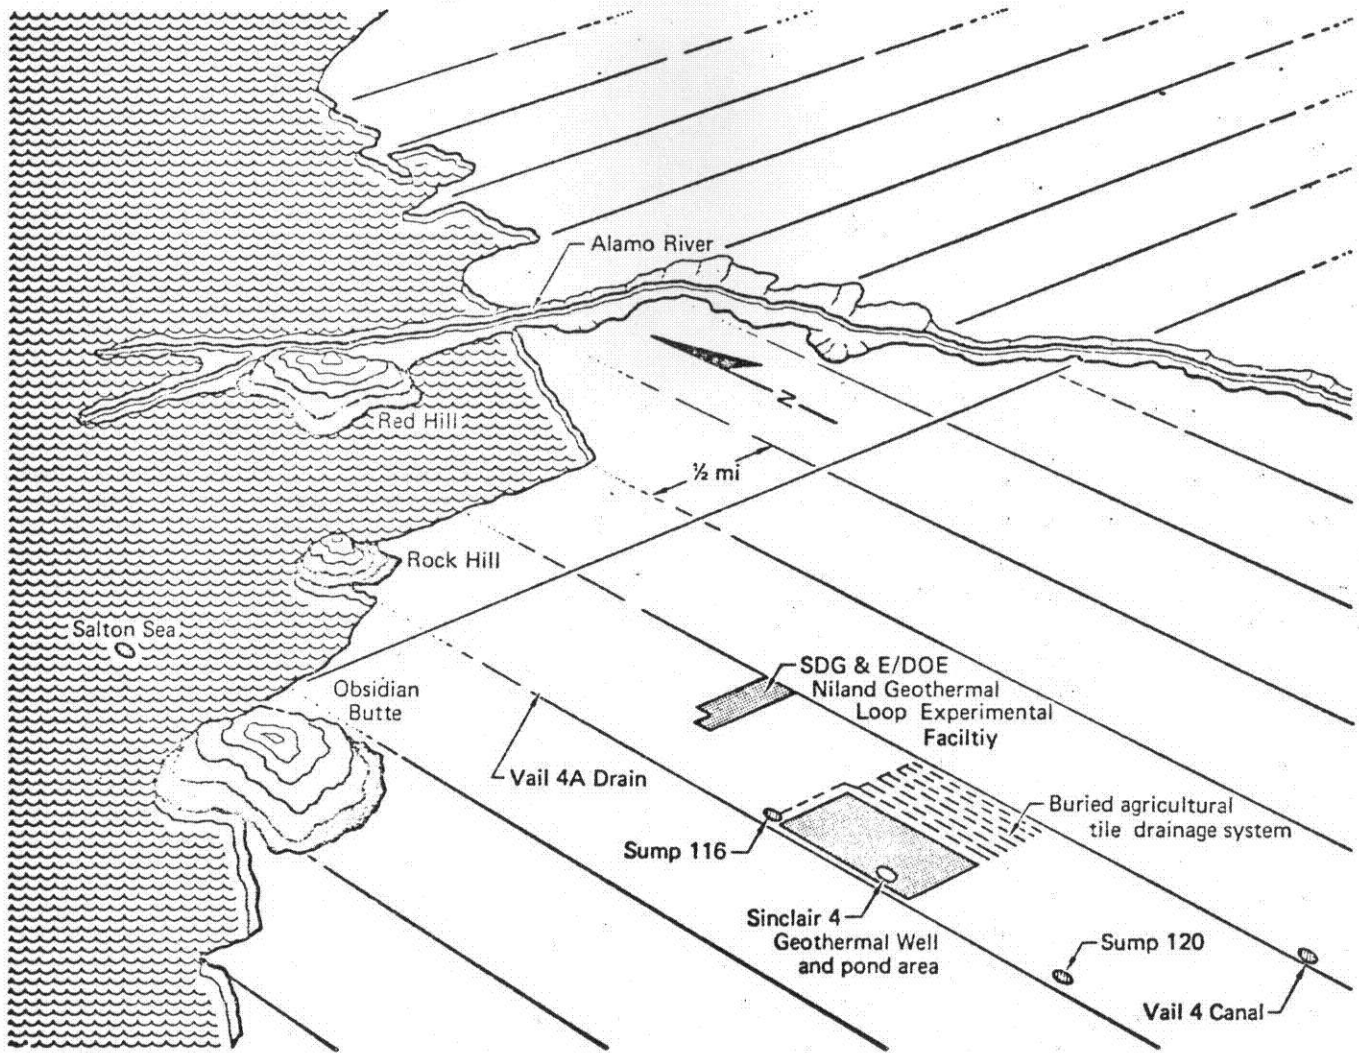 Alamo River
N
Red Hill
½ mi
Rock Hill
Salton Sea
Obsidian
Butte
SDG & E/DOE
Niland Geothermal
Loop Experimental
Faciltiy
Vail 4A Drain
Buried agricultural
tile drainage system
Sump 116
Sinclair 4
Geothermal Well
and pond area
Sump 120
Vail 4 Canal